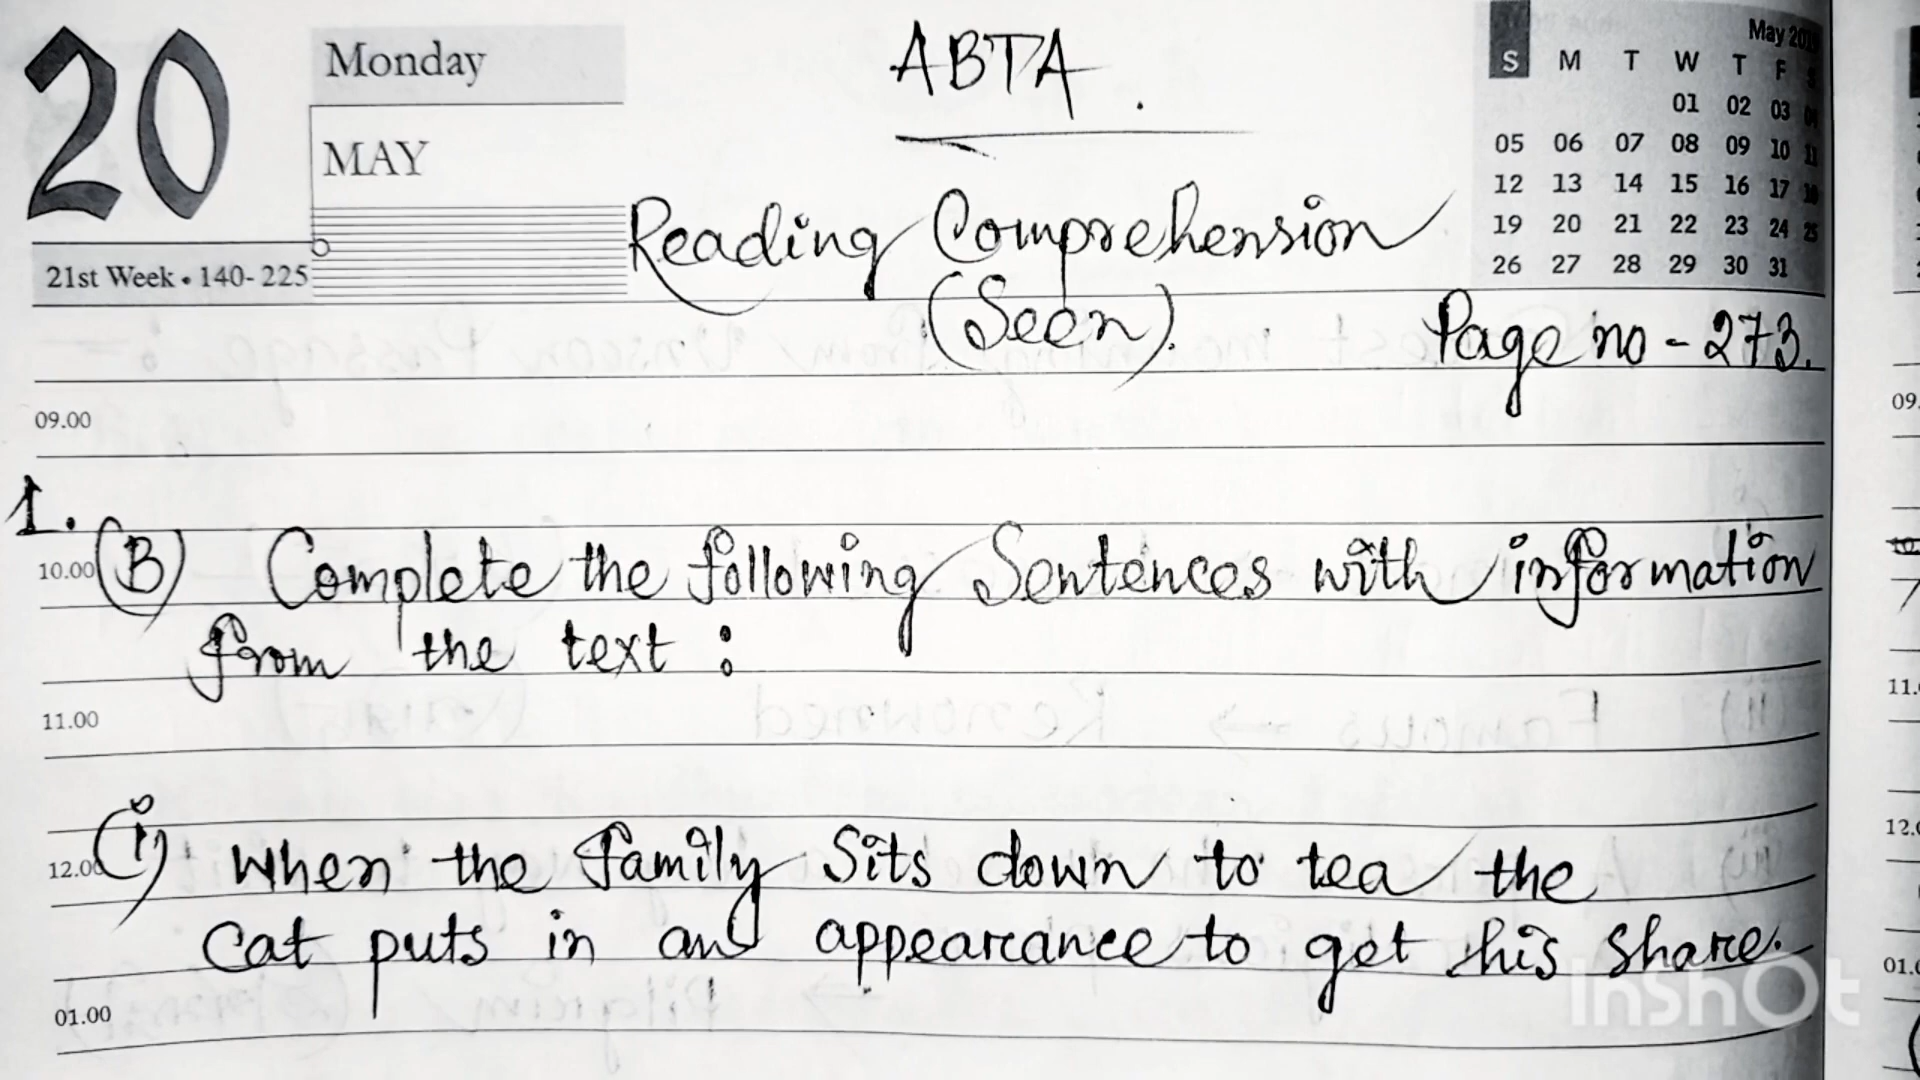 20
Monday
MAY
21st Week • 140-225
ABTA.
May
S M T W T F S
01 02 03 04
05 06 07 08 09 10 11
12 13 14 15 16 17 18
19 20 21 22 23 24 25
26 27 28 29 30 31
Reading Comprehension
(Seen).
Page no - 273.
09.00
1.
10.00 (B) Complete the following Sentences with information
from the text :
11.00
12.00 (i) When the family Sits down to tea the
Cat puts in an appearance to get his share.
01.00
InShOt